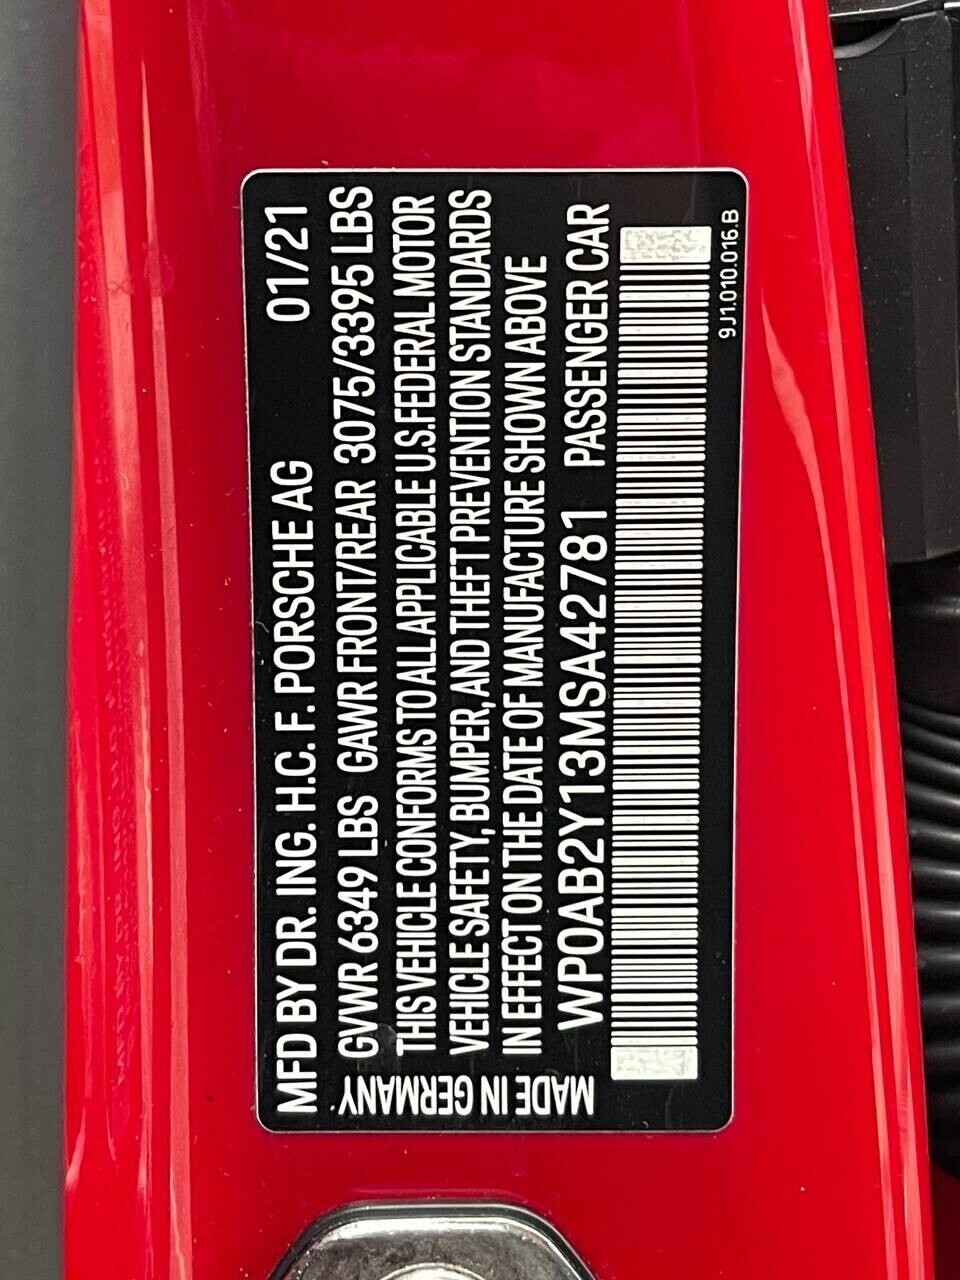 MFD BY DR. ING. H.C. F. PORSCHE AG 01/21
GVWR 6349 LBS GAWR FRONT/REAR 3075/3395 LBS
THIS VEHICLE CONFORMS TO ALL APPLICABLE U.S. FEDERAL MOTOR
VEHICLE SAFETY, BUMPER, AND THEFT PREVENTION STANDARDS
IN EFFECT ON THE DATE OF MANUFACTURE SHOWN ABOVE
WP0AB2Y13MSA42781 PASSENGER CAR
9J1.010.016.B
MADE IN GERMANY